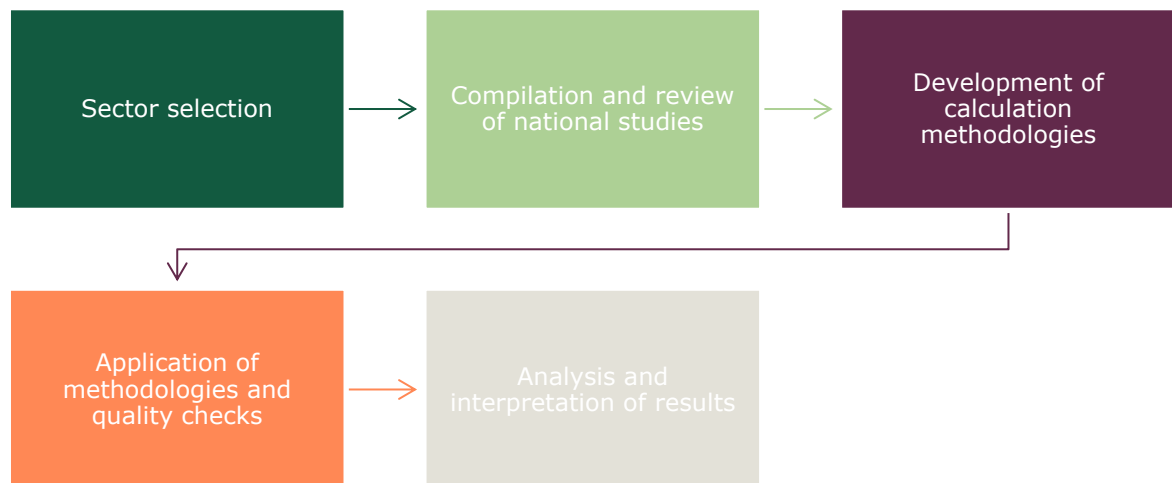 Sector selection
Compilation and review
of national studies
Development of
calculation
methodologies
Application of
methodologies and
quality checks
Analysis and
interpretation of results